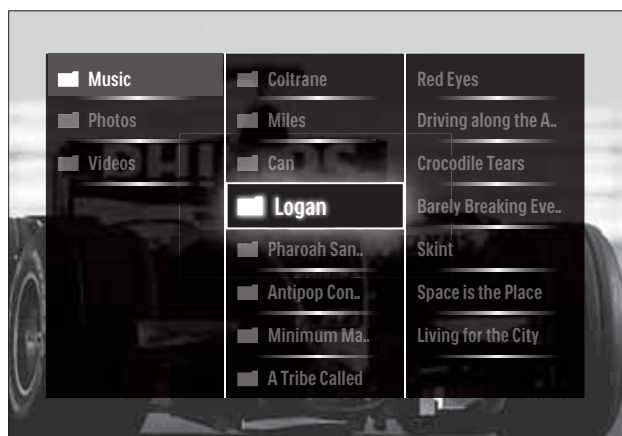 Music
Photos
Videos
Coltrane
Miles
Can
Logan
Pharoah San..
Antipop Con..
Minimum Ma..
A Tribe Called
Red Eyes
Driving along the A..
Crocodile Tears
Barely Breaking Eve..
Skint
Space is the Place
Living for the City